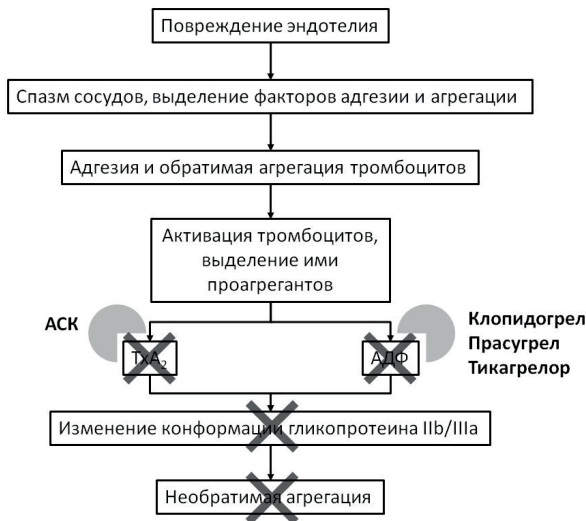 Повреждение эндотелия
Спазм сосудов, выделение факторов адгезии и агрегации
Адгезия и обратимая агрегация тромбоцитов
Активация тромбоцитов,
выделение ими
проагрегантов
АСК
Клопидогрел
Прасугрел
Тикагрелор
TxA₂
АДФ
Изменение конформации гликопротеина IIb/IIIa
Необратимая агрегация